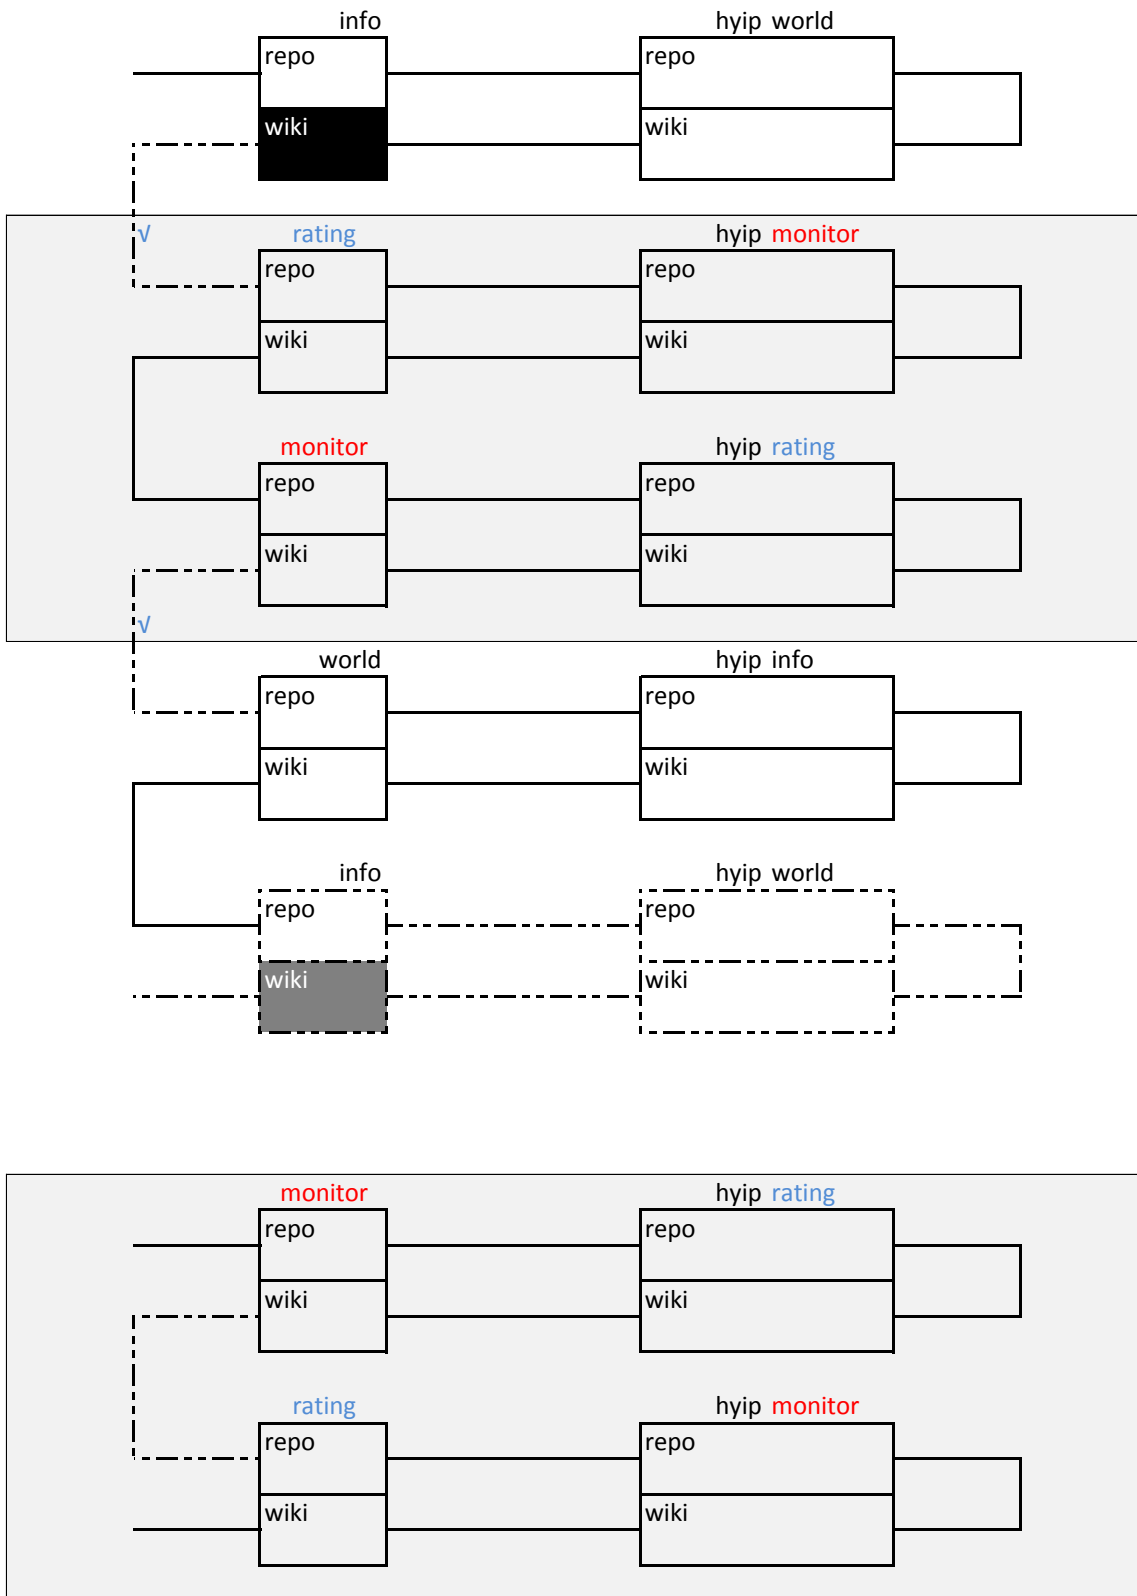 info hyip world
repo repo
wiki wiki
√ rating hyip monitor
repo repo
wiki wiki
monitor hyip rating
repo repo
wiki wiki
√
world hyip info
repo repo
wiki wiki
info hyip world
repo repo
wiki wiki
monitor hyip rating
repo repo
wiki wiki
rating hyip monitor
repo repo
wiki wiki